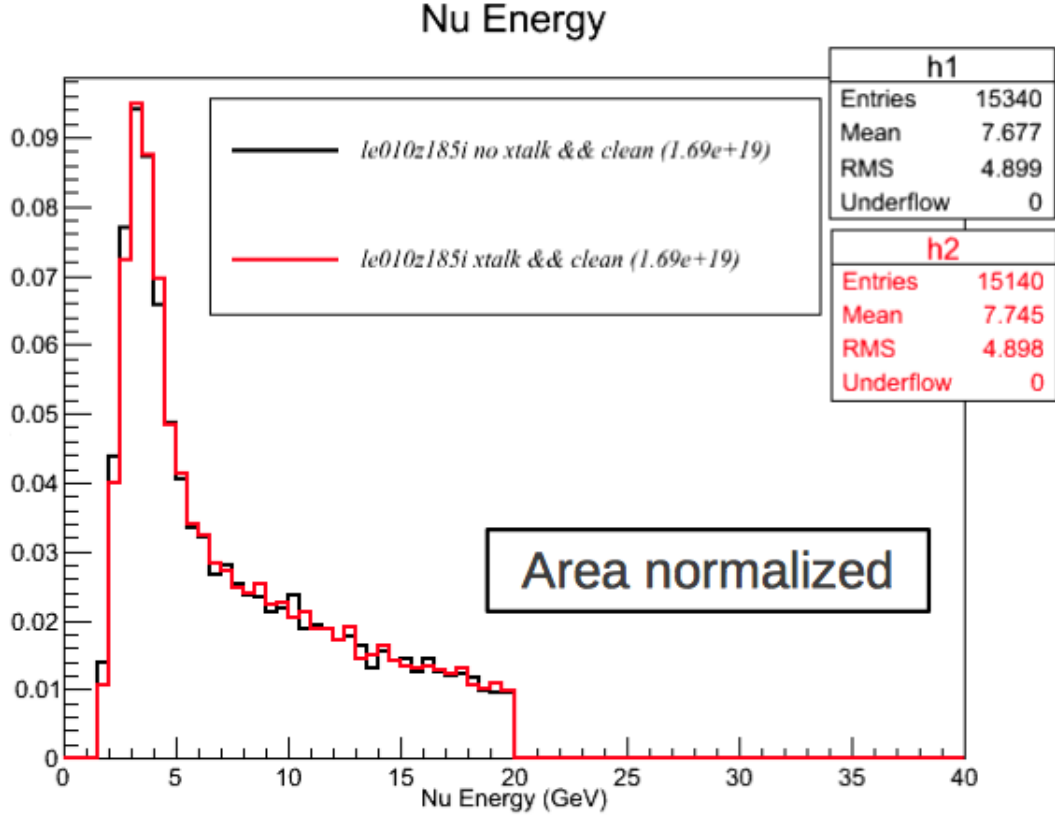 Nu Energy
h1
Entries 15340
Mean 7.677
RMS 4.899
Underflow 0
h2
Entries 15140
Mean 7.745
RMS 4.898
Underflow 0
le010z185i no xtalk && clean (1.69e+19)
le010z185i xtalk && clean (1.69e+19)
Area normalized
0.09
0.08
0.07
0.06
0.05
0.04
0.03
0.02
0.01
0
0 5 10 15 20 25 30 35 40
Nu Energy (GeV)